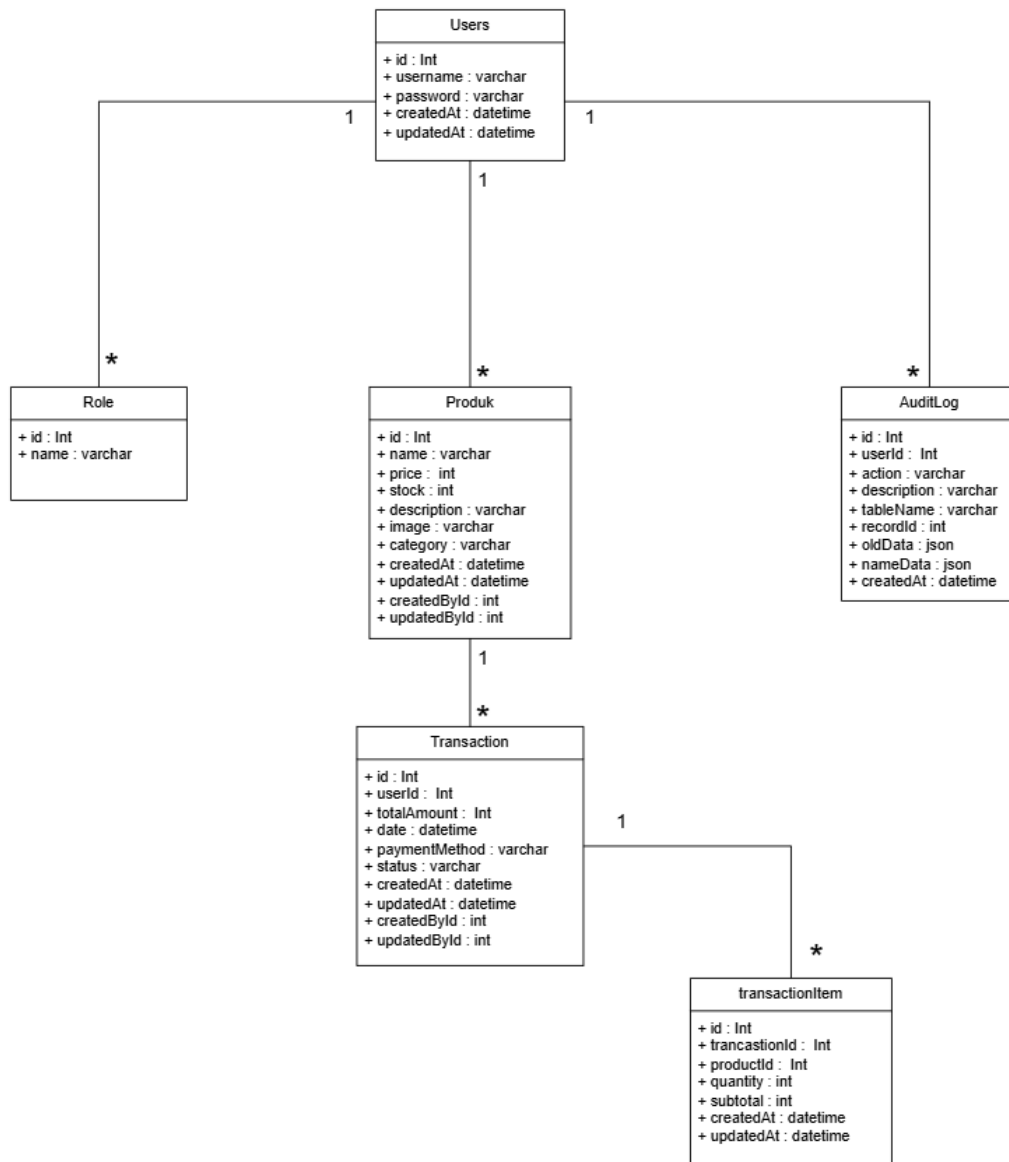 Users
+ id : Int
+ username : varchar
+ password : varchar
+ createdAt : datetime
+ updatedAt : datetime
1
1
1
*
*
*
Role
+ id : Int
+ name : varchar
Produk
+ id : Int
+ name : varchar
+ price :  int
+ stock : int
+ description : varchar
+ image : varchar
+ category : varchar
+ createdAt : datetime
+ updatedAt : datetime
+ createdById : int
+ updatedById : int
AuditLog
+ id : Int
+ userId :  Int
+ action : varchar
+ description : varchar
+ tableName : varchar
+ recordId : int
+ oldData : json
+ nameData : json
+ createdAt : datetime
1
*
Transaction
+ id : Int
+ userId :  Int
+ totalAmount :  Int
+ date : datetime
+ paymentMethod : varchar
+ status : varchar
+ createdAt : datetime
+ updatedAt : datetime
+ createdById : int
+ updatedById : int
1
*
transactionItem
+ id : Int
+ trancastionId :  Int
+ productId :  Int
+ quantity : int
+ subtotal : int
+ createdAt : datetime
+ updatedAt : datetime